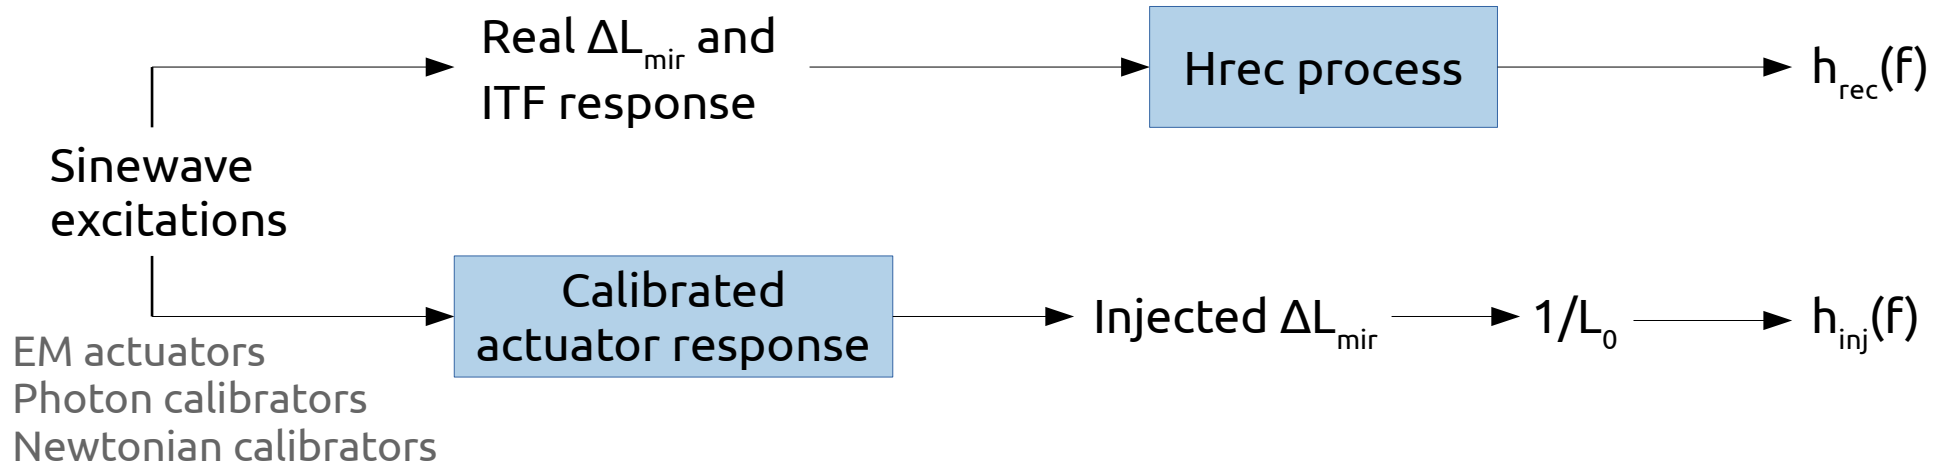 Real ΔLmir and
ITF response
Hrec process
hrec(f)
Sinewave
excitations
Calibrated
actuator response
Injected ΔLmir
1/L0
hinj(f)
EM actuators
Photon calibrators
Newtonian calibrators